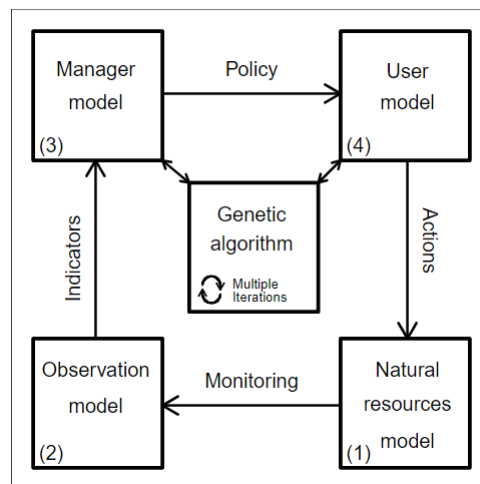 Manager
model
(3)
Policy
User
model
(4)
Genetic
algorithm
Multiple
Iterations
Indicators
Actions
Observation
model
(2)
Monitoring
Natural
resources
model
(1)